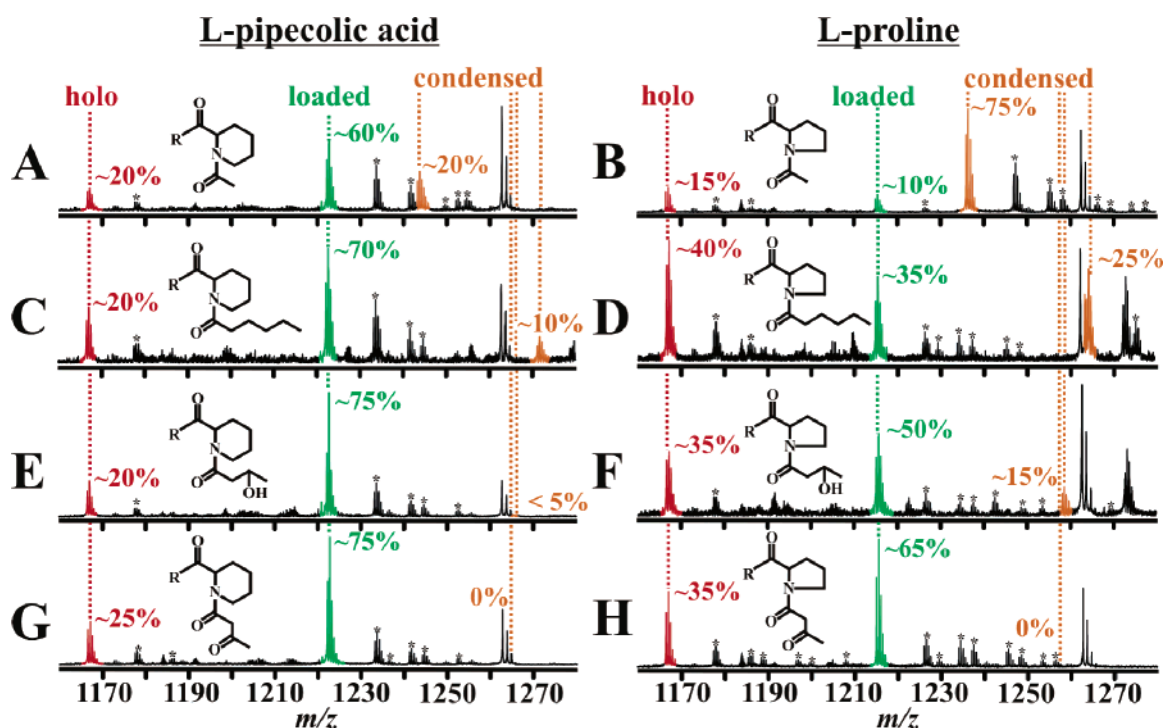 L-pipecolic acid
L-proline
holo
loaded
condensed
holo
loaded
condensed
A
~20%
R
O
N
O
~60%
~20%
B
~15%
R
O
N
O
~10%
~75%
C
~20%
R
O
N
O
~70%
~10%
D
~40%
R
O
N
O
~35%
~25%
E
~20%
R
O
N
O
OH
~75%
< 5%
F
~35%
R
O
N
O
OH
~50%
~15%
G
~25%
R
O
N
O
O
~75%
0%
H
~35%
R
O
N
O
O
~65%
0%
1170 1190 1210 1230 1250 1270
1170 1190 1210 1230 1250 1270
m/z
m/z